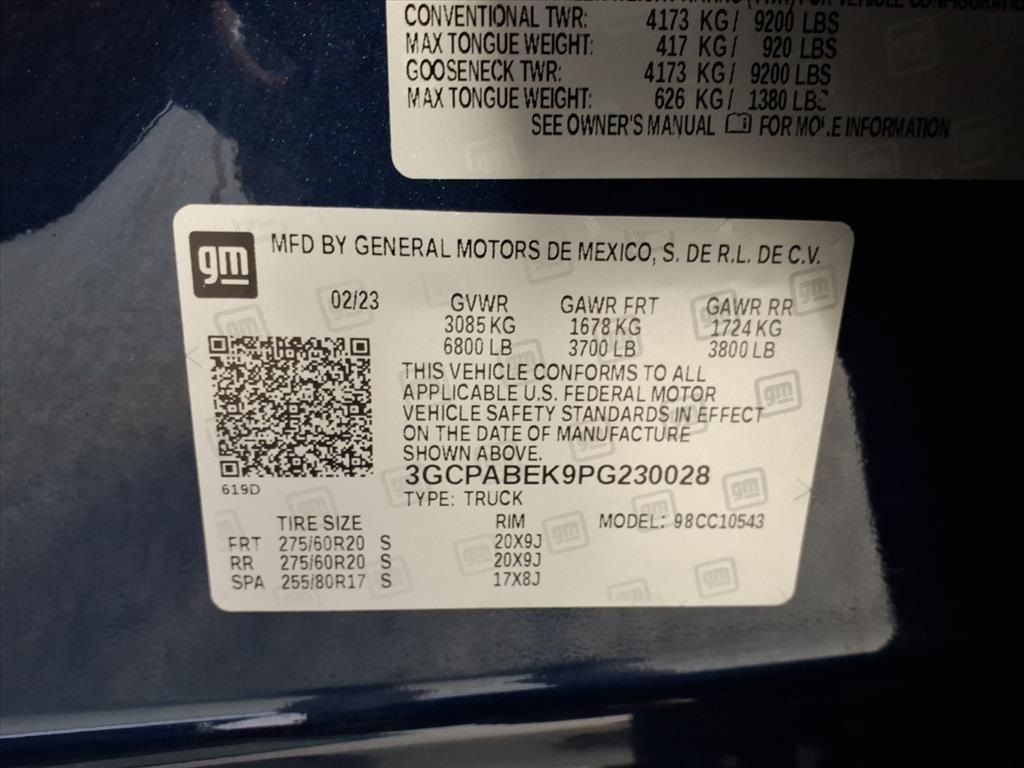 CONVENTIONAL TWR: 4173 KG/ 9200 LBS
MAX TONGUE WEIGHT: 417 KG/ 920 LBS
GOOSENECK TWR: 4173 KG/ 9200 LBS
MAX TONGUE WEIGHT: 626 KG/ 1380 LBS
SEE OWNER'S MANUAL FOR MORE INFORMATION
gm
MFD BY GENERAL MOTORS DE MEXICO, S. DE R.L. DE C.V.
02/23 GVWR GAWR FRT GAWR RR
3085 KG 1678 KG 1724 KG
6800 LB 3700 LB 3800 LB
THIS VEHICLE CONFORMS TO ALL
APPLICABLE U.S. FEDERAL MOTOR
VEHICLE SAFETY STANDARDS IN EFFECT
ON THE DATE OF MANUFACTURE
SHOWN ABOVE.
3GCPABEK9PG230028
619D
TYPE: TRUCK
TIRE SIZE RIM MODEL: 98CC10543
FRT 275/60R20 S 20X9J
RR 275/60R20 S 20X9J
SPA 255/80R17 S 17X8J